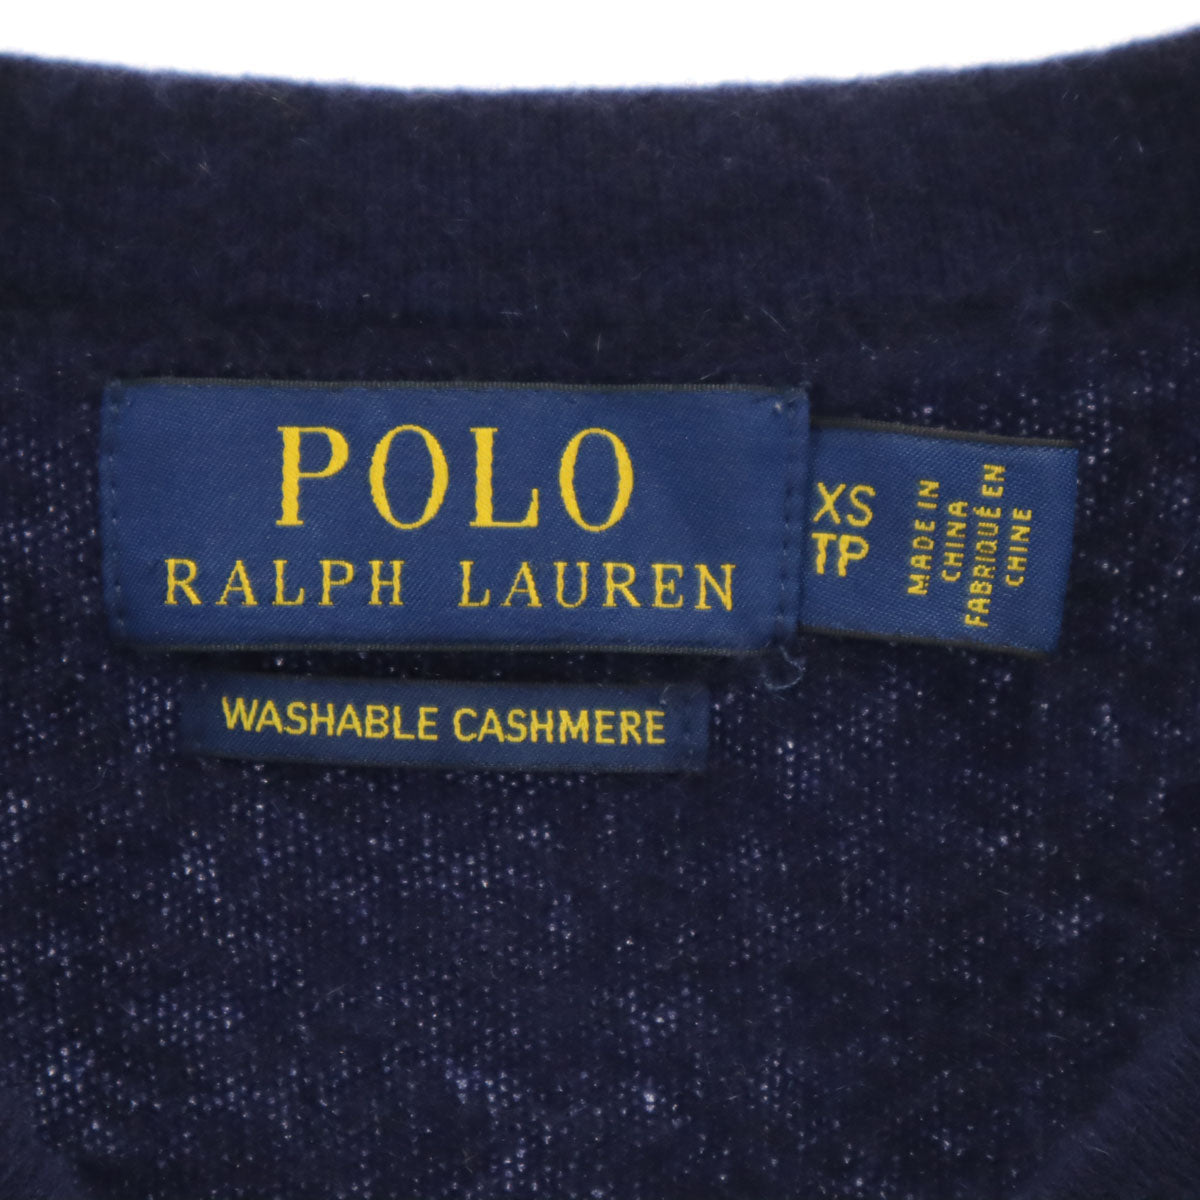 POLO
RALPH LAUREN
XS
TP
MADE IN
CHINA
FABRIQUÉ EN
CHINE
WASHABLE CASHMERE